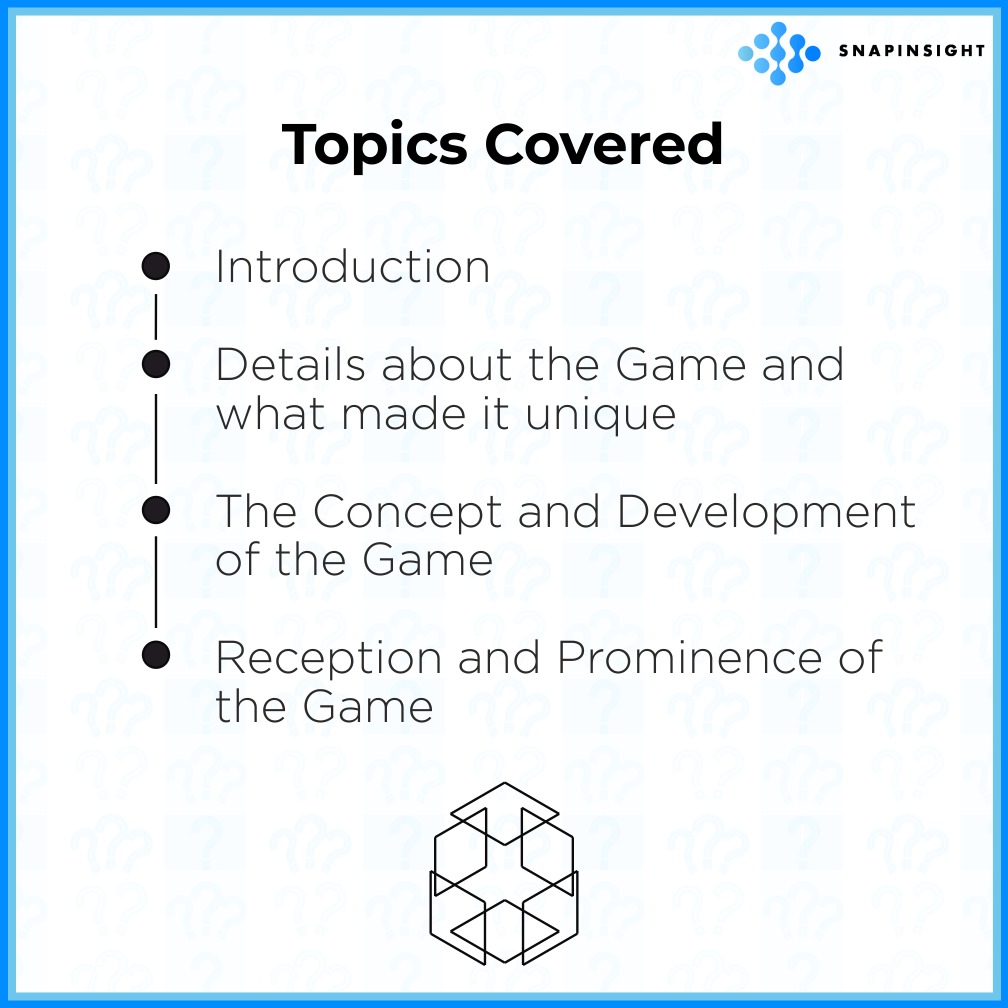 SNAPINSIGHT
Topics Covered
Introduction
Details about the Game and
what made it unique
The Concept and Development
of the Game
Reception and Prominence of
the Game